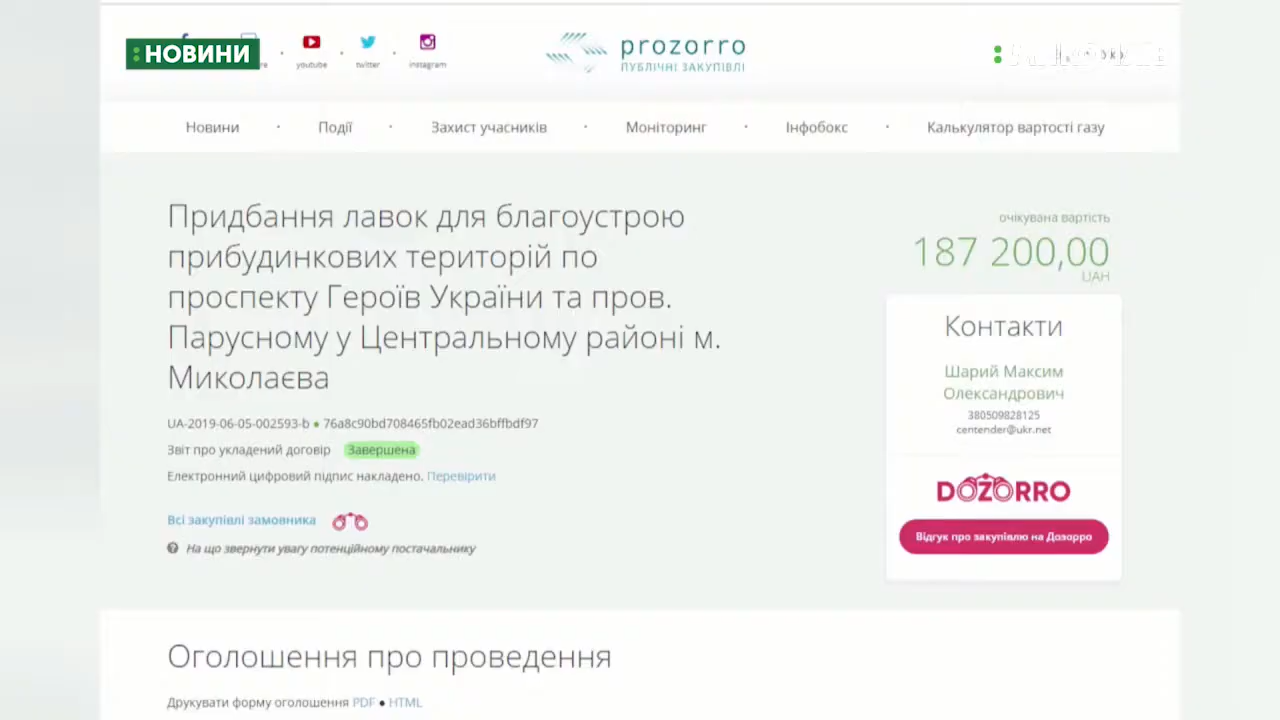 НОВИНИ
youtube
twitter
instagram
prozorro
ПУБЛІЧНІ ЗАКУПІВЛІ
Новини · Події · Захист учасників · Моніторинг · Інфобокс · Калькулятор вартості газу
Придбання лавок для благоустрою
прибудинкових територій по
проспекту Героїв України та пров.
Парусному у Центральному районі м.
Миколаєва
UA-2019-06-05-002593-b ● 76a8c90bd708465fb02ead36bffbdf97
Звіт про укладений договір Завершена
Електронний цифровий підпис накладено. Перевірити
Всі закупівлі замовника
На що звернути увагу потенційному постачальнику
очікувана вартість
187 200,00
UAH
Контакти
Шарий Максим
Олександрович
380509828125
centender@ukr.net
DOZORRO
Відгук про закупівлю на Дозорро
Оголошення про проведення
Друкувати форму оголошення PDF ● HTML